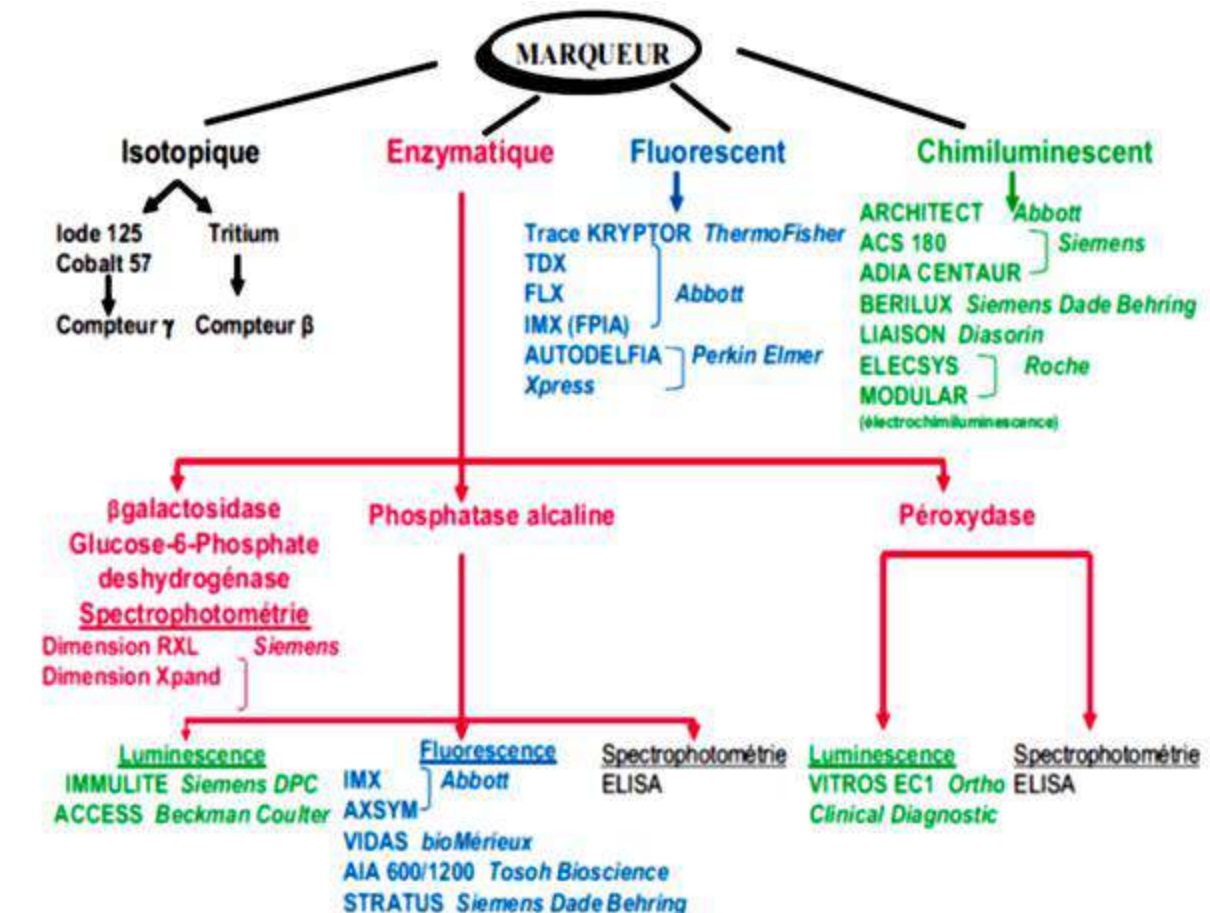 MARQUEUR
Isotopique
Enzymatique
Fluorescent
Chimiluminescent
Iode 125
Cobalt 57
Tritium
Compteur γ
Compteur β
Trace KRYPTOR ThermoFisher
TDX
FLX
Abbott
IMX (FPIA)
AUTODELFIA
Perkin Elmer
Xpress
ARCHITECT Abbott
ACS 180
Siemens
ADIA CENTAUR
BERILUX Siemens Dade Behring
LIAISON Diasorin
ELECSYS
Roche
MODULAR
(électrochimiluminescence)
βgalactosidase
Glucose-6-Phosphate
deshydrogénase
Spectrophotométrie
Dimension RXL Siemens
Dimension Xpand
Phosphatase alcaline
Péroxydase
Luminescence
IMMULITE Siemens DPC
ACCESS Beckman Coulter
Fluorescence
IMX
Abbott
AXSYM
VIDAS bioMérieux
AIA 600/1200 Tosoh Bioscience
STRATUS Siemens Dade Behring
Spectrophotométrie
ELISA
Luminescence
VITROS EC1 Ortho
Clinical Diagnostic
Spectrophotométrie
ELISA